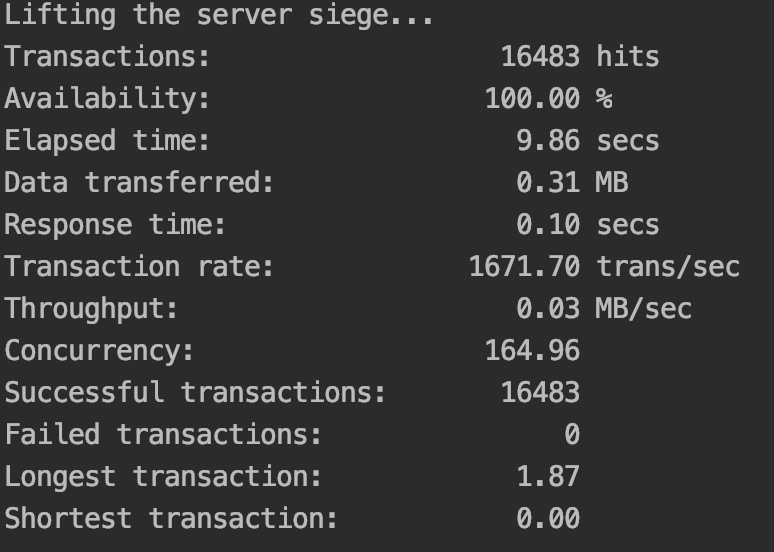 Lifting the server siege...
Transactions: 16483 hits
Availability: 100.00 %
Elapsed time: 9.86 secs
Data transferred: 0.31 MB
Response time: 0.10 secs
Transaction rate: 1671.70 trans/sec
Throughput: 0.03 MB/sec
Concurrency: 164.96
Successful transactions: 16483
Failed transactions: 0
Longest transaction: 1.87
Shortest transaction: 0.00